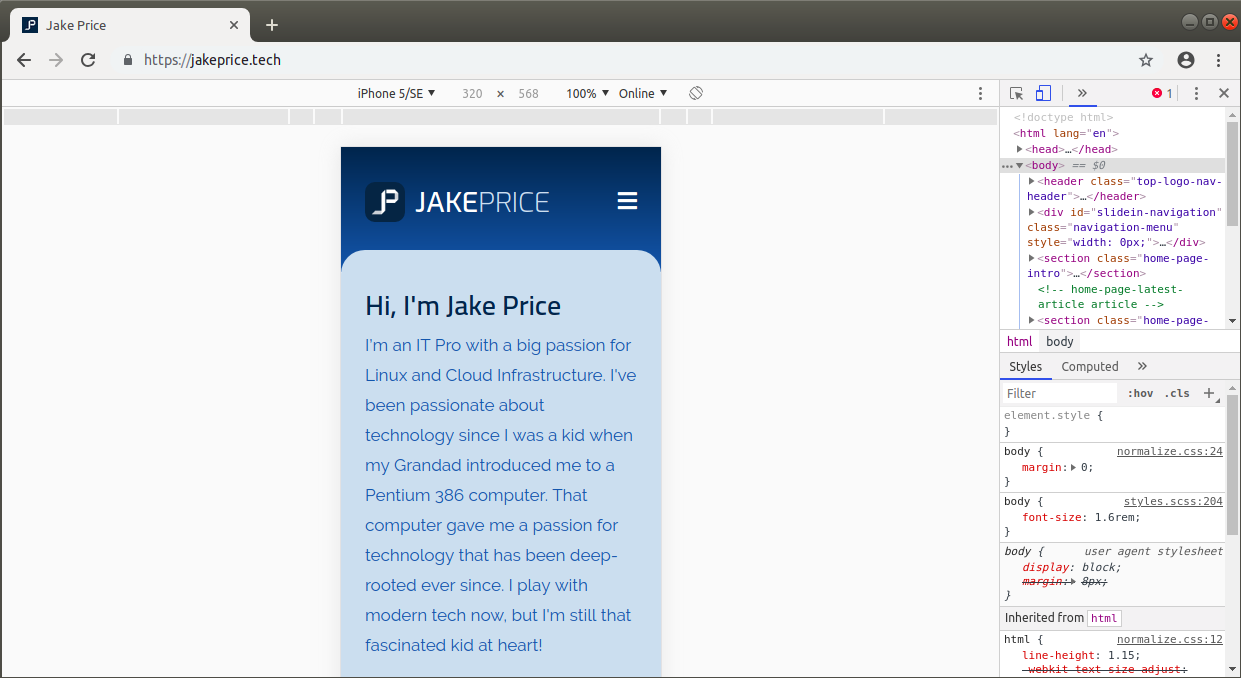 Jake Price
https://jakeprice.tech
iPhone 5/SE 320 × 568 100% Online
1
JAKEPRICE
Hi, I'm Jake Price
I'm an IT Pro with a big passion for
Linux and Cloud Infrastructure. I've
been passionate about
technology since I was a kid when
my Grandad introduced me to a
Pentium 386 computer. That
computer gave me a passion for
technology that has been deep-
rooted ever since. I play with
modern tech now, but I'm still that
fascinated kid at heart!
<!doctype html>
<html lang="en">
<head>…</head>
<body> == $0
<header class="top-logo-nav-
header">…</header>
<div id="slidein-navigation"
class="navigation-menu"
style="width: 0px;">…</div>
<section class="home-page-
intro">…</section>
<!-- home-page-latest-
article article -->
<section class="home-page-
html body
Styles Computed
Filter :hov .cls
element.style {
}
body { normalize.css:24
margin: 0;
}
body { styles.scss:204
font-size: 1.6rem;
}
body { user agent stylesheet
display: block;
margin: 8px;
}
Inherited from html
html { normalize.css:12
line-height: 1.15;
-webkit-text-size-adjust: